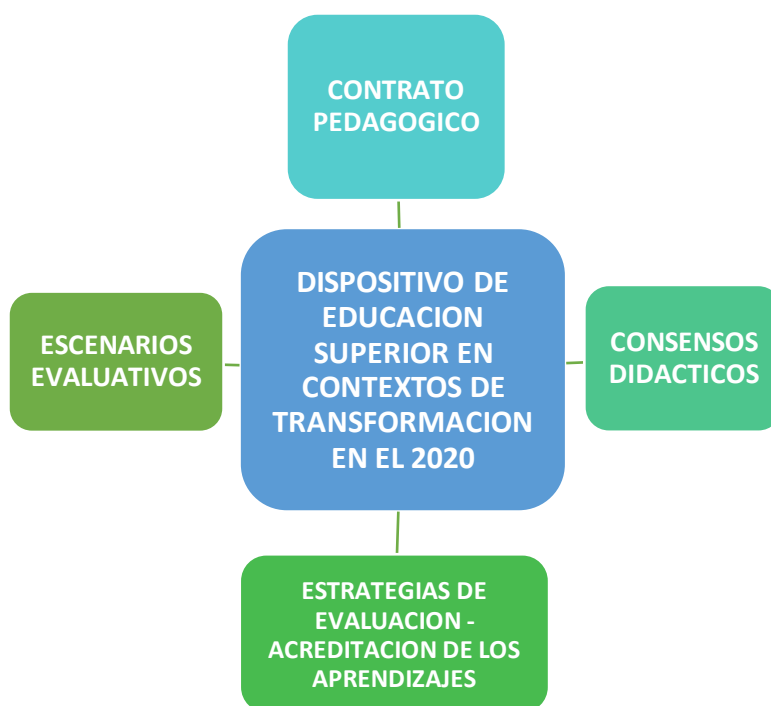 CONTRATO
PEDAGOGICO
DISPOSITIVO DE
EDUCACION
SUPERIOR EN
CONTEXTOS DE
TRANSFORMACION
EN EL 2020
ESCENARIOS
EVALUATIVOS
CONSENSOS
DIDACTICOS
ESTRATEGIAS DE
EVALUACION -
ACREDITACION DE LOS
APRENDIZAJES